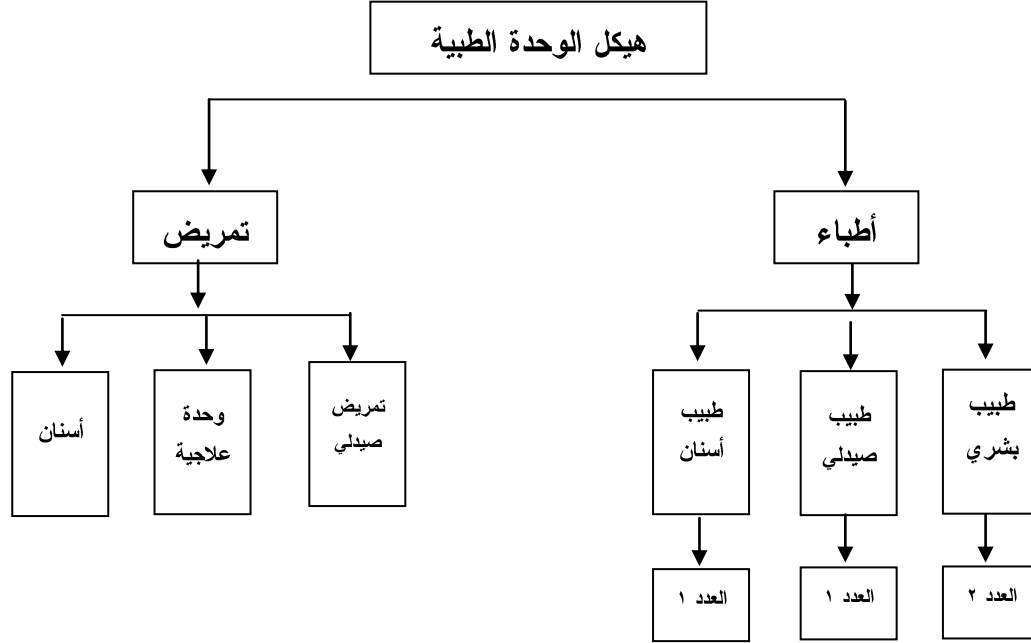 هيكل الوحدة الطبية
أطباء
تمريض
طبيب
بشري
طبيب
صيدلي
طبيب
أسنان
تمريض
صيدلي
وحدة
علاجية
أسنان
العدد ٢
العدد ١
العدد ١